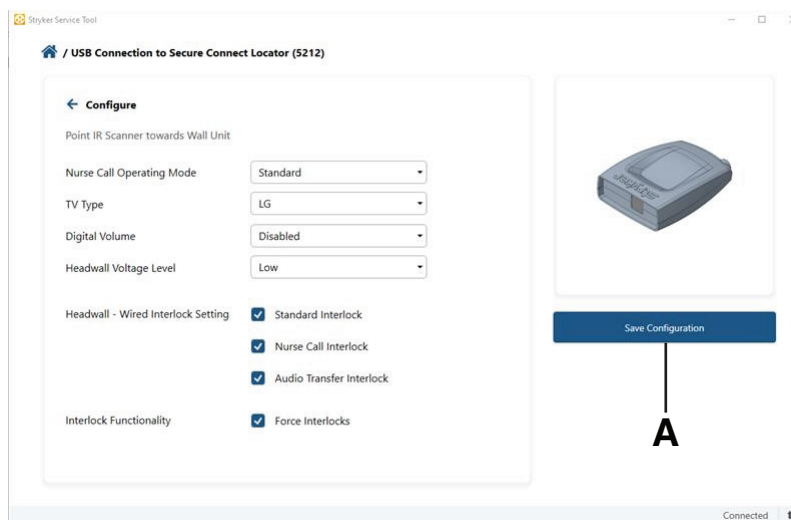 Stryker Service Tool
/ USB Connection to Secure Connect Locator (5212)
Configure
Point IR Scanner towards Wall Unit
Nurse Call Operating Mode Standard
TV Type LG
Digital Volume Disabled
Headwall Voltage Level Low
Headwall - Wired Interlock Setting Standard Interlock
Nurse Call Interlock
Audio Transfer Interlock
Interlock Functionality Force Interlocks
stryker
Save Configuration
A
Connected